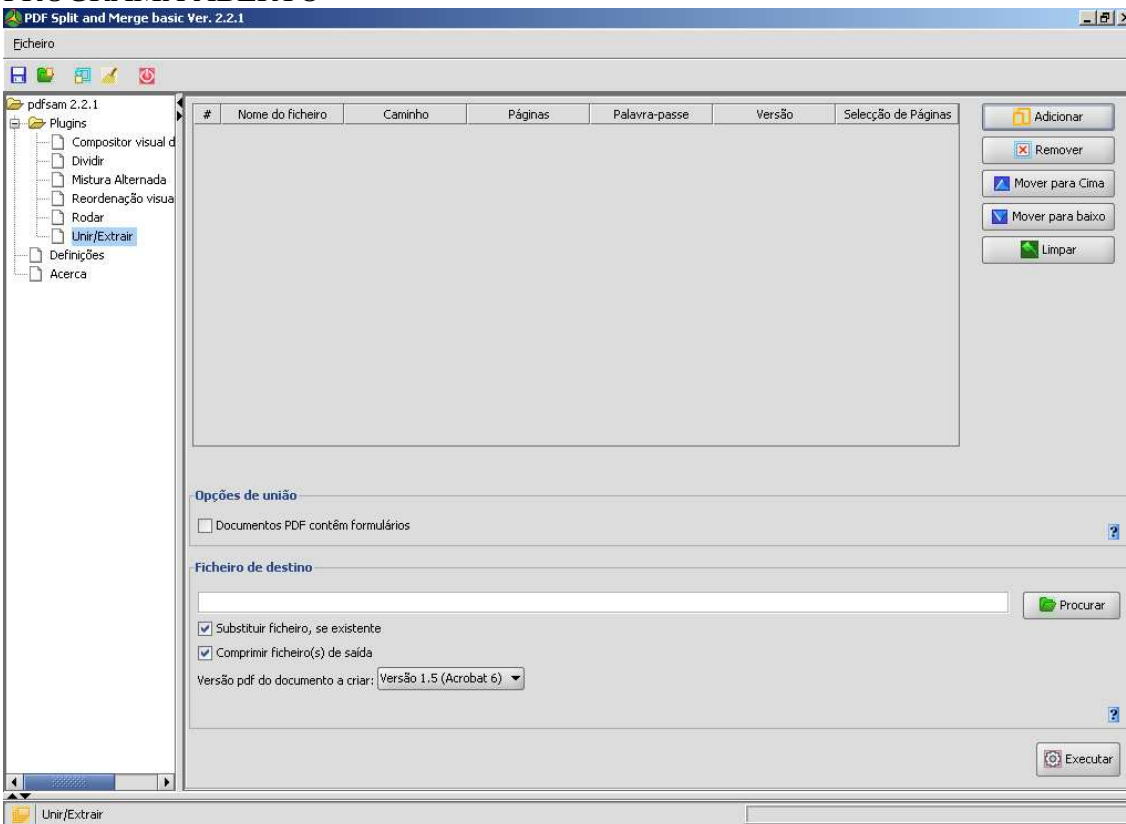 PROGRAMA ABERTO
PDF Split and Merge basic Ver. 2.2.1
Ficheiro
pdfsam 2.2.1
Plugins
Compositor visual d
Dividir
Mistura Alternada
Reordenação visua
Rodar
Unir/Extrair
Definições
Acerca
# Nome do ficheiro Caminho Páginas Palavra-passe Versão Selecção de Páginas
Adicionar
Remover
Mover para Cima
Mover para baixo
Limpar
Opções de união
Documentos PDF contêm formulários
?
Ficheiro de destino
Procurar
Substituir ficheiro, se existente
Comprimir ficheiro(s) de saída
Versão pdf do documento a criar: Versão 1.5 (Acrobat 6)
?
Executar
Unir/Extrair